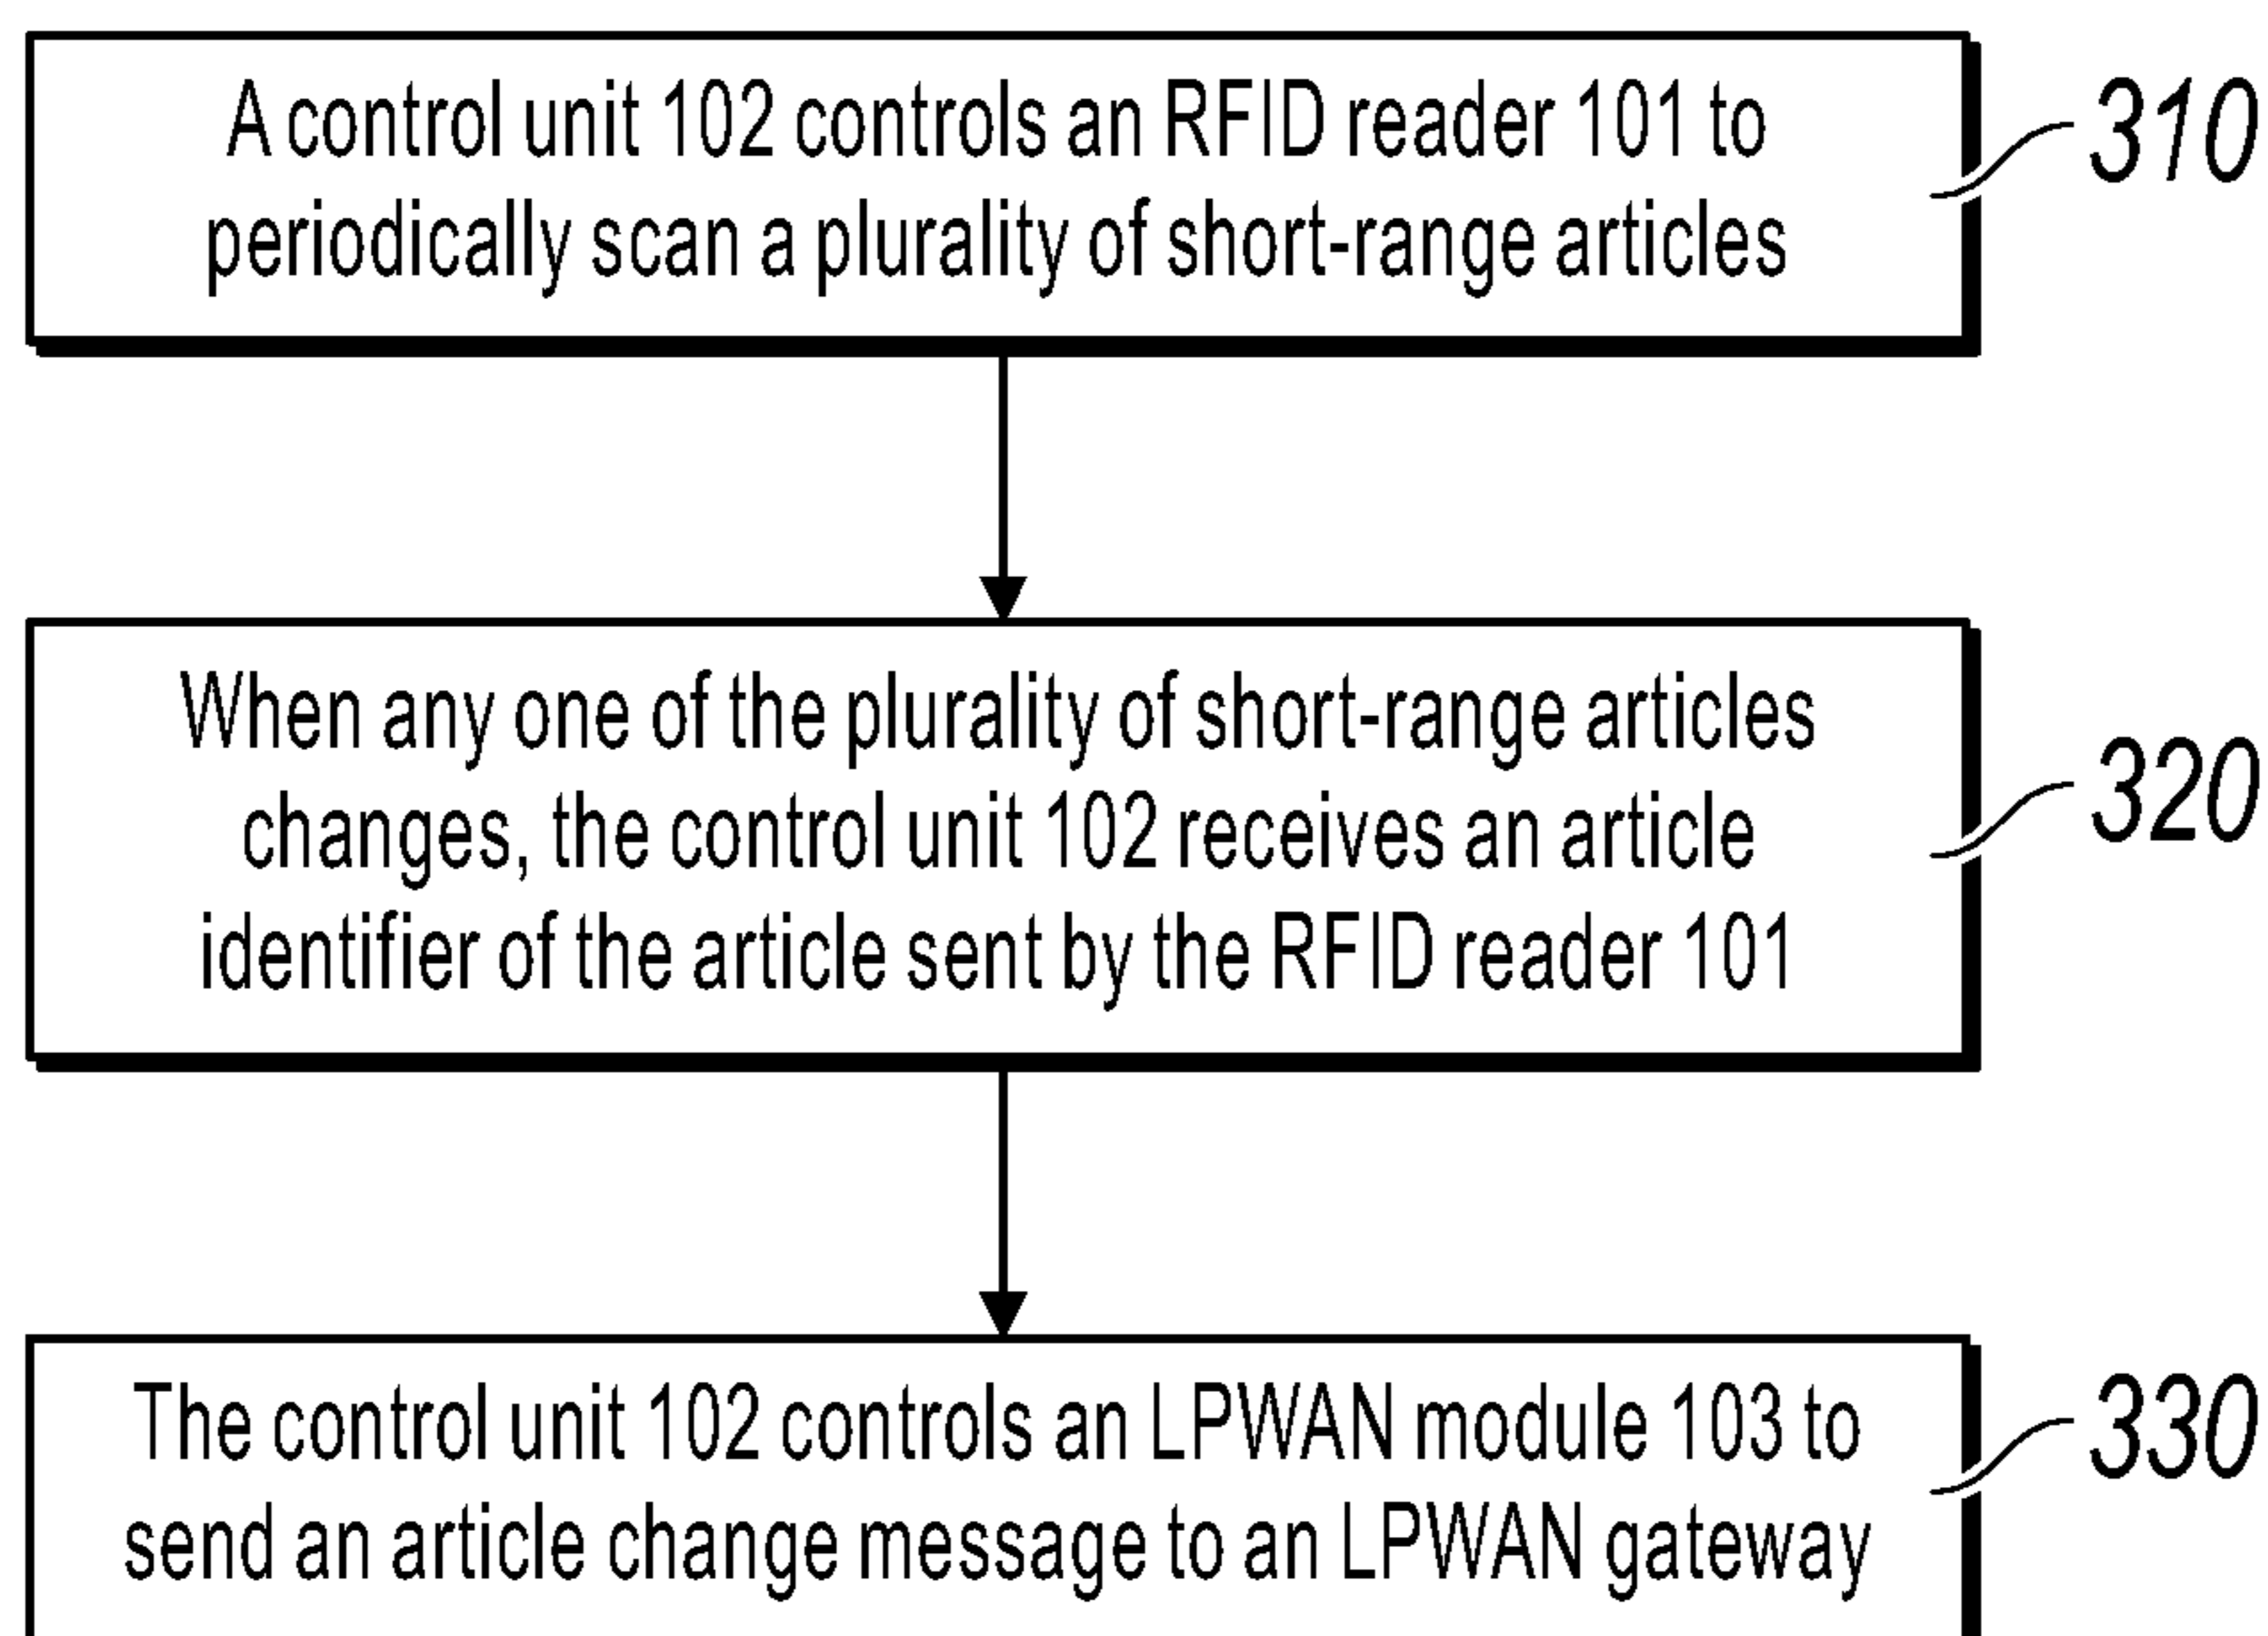 A control unit 102 controls an RFID reader 101 to
periodically scan a plurality of short-range articles
310
When any one of the plurality of short-range articles
changes, the control unit 102 receives an article
identifier of the article sent by the RFID reader 101
320
The control unit 102 controls an LPWAN module 103 to
send an article change message to an LPWAN gateway
330